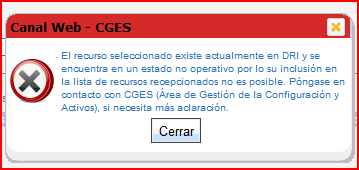 Canal Web - CGES
El recurso seleccionado existe actualmente en DRI y se
encuentra en un estado no operativo por lo su inclusión en
la lista de recursos recepcionados no es posible. Póngase en
contacto con CGES (Área de Gestión de la Configuración y
Activos), si necesita más aclaración.
Cerrar